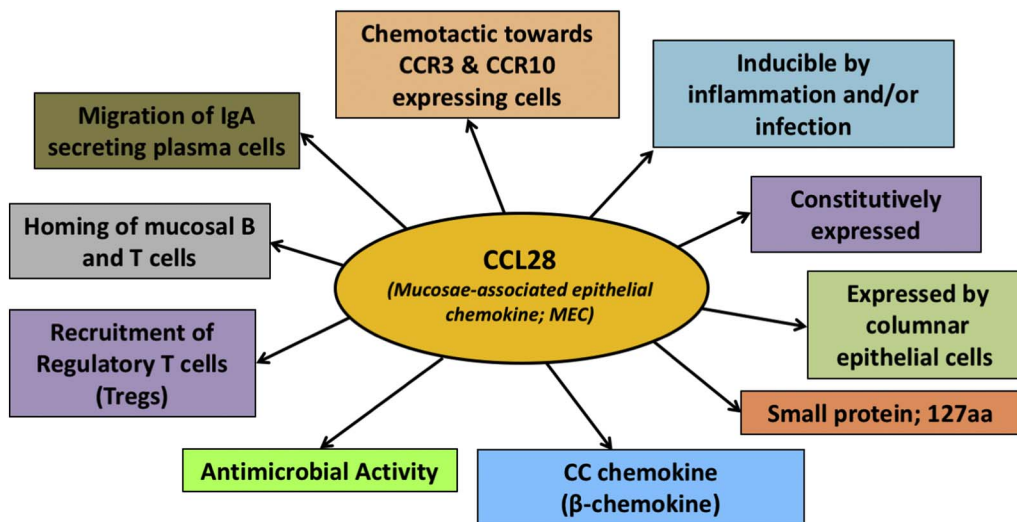 Chemotactic towards
CCR3 & CCR10
expressing cells
Inducible by
inflammation and/or
infection
Migration of IgA
secreting plasma cells
Constitutively
expressed
Homing of mucosal B
and T cells
CCL28
(Mucosae-associated epithelial
chemokine; MEC)
Expressed by
columnar
epithelial cells
Recruitment of
Regulatory T cells
(Tregs)
Small protein; 127aa
Antimicrobial Activity
CC chemokine
(β-chemokine)